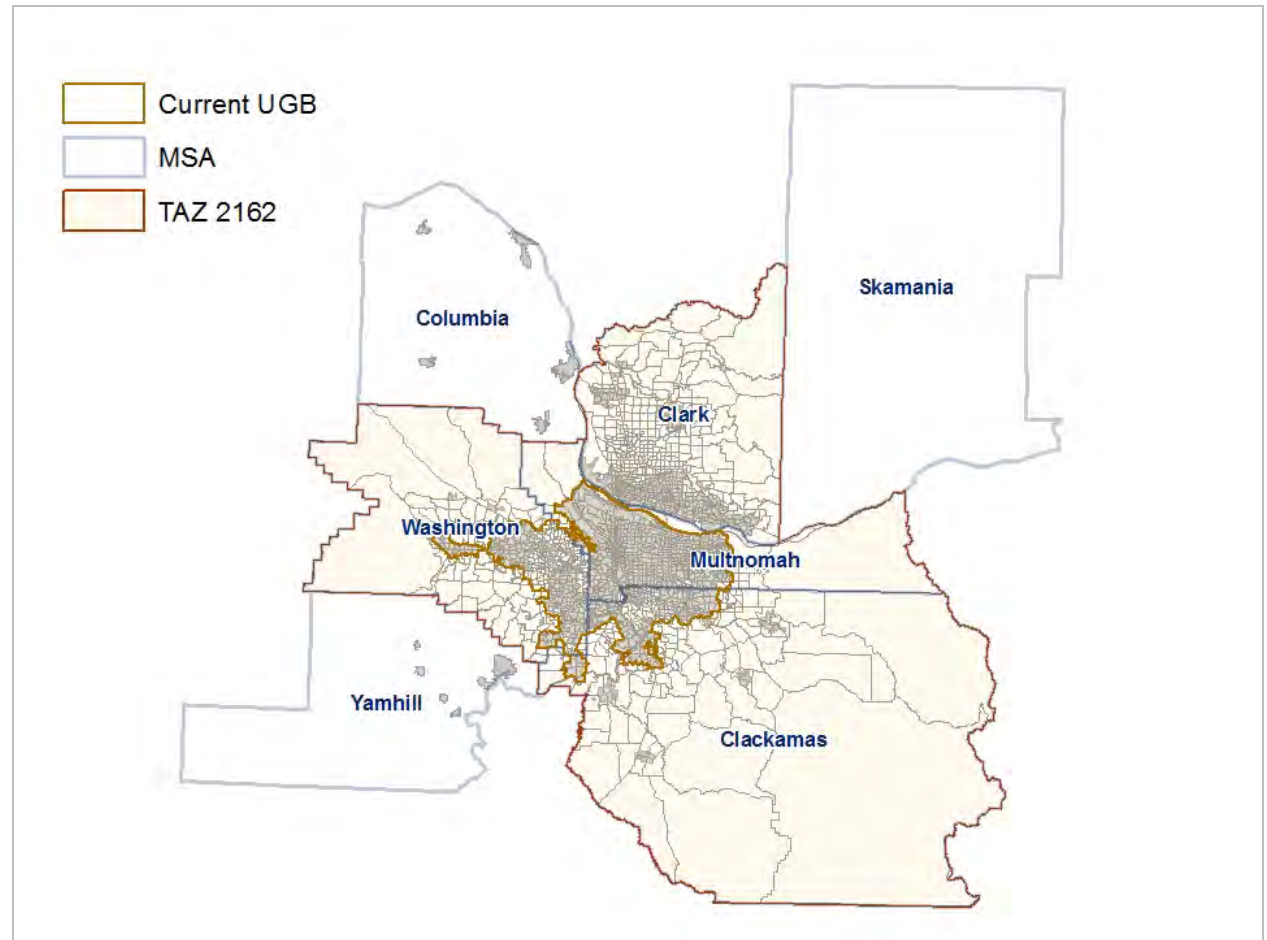 Current UGB
MSA
TAZ 2162
Skamania
Columbia
Clark
Washington
Multnomah
Yamhill
Clackamas